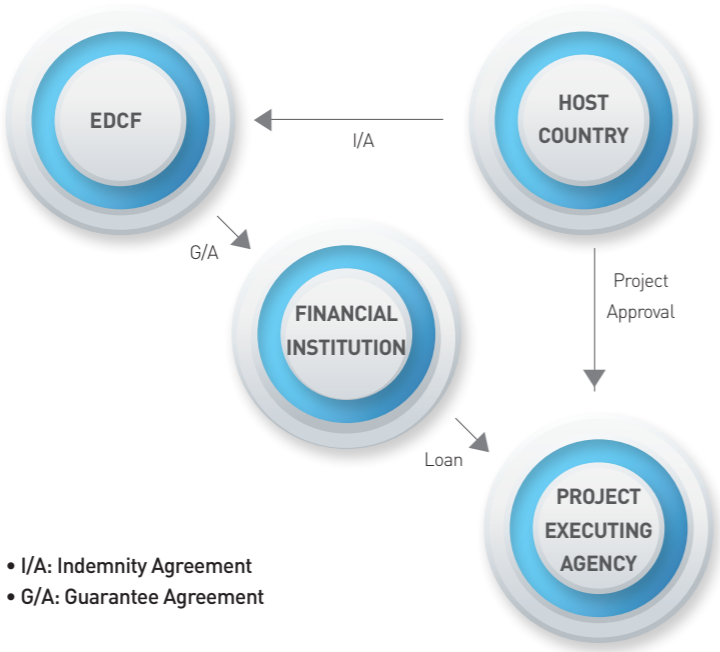 EDCF
HOST
COUNTRY
I/A
G/A
Project
Approval
FINANCIAL
INSTITUTION
Loan
PROJECT
EXECUTING
AGENCY
• I/A: Indemnity Agreement
• G/A: Guarantee Agreement